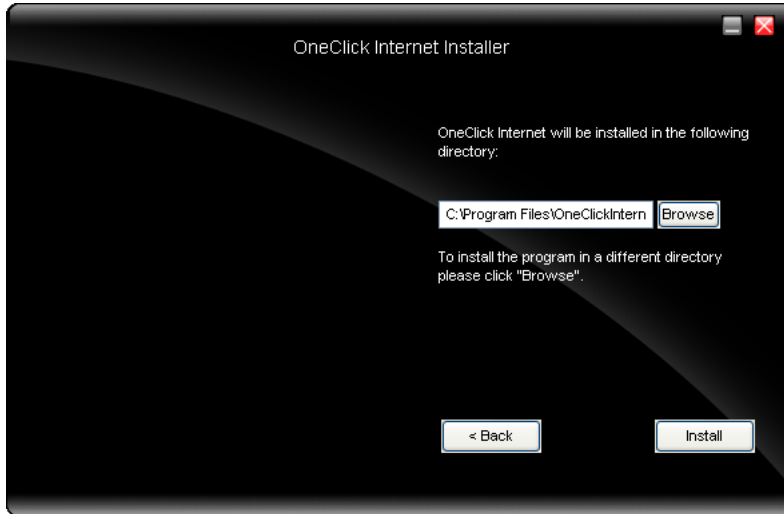 OneClick Internet Installer
OneClick Internet will be installed in the following
directory:
C:\Program Files\OneClickIntern
Browse
To install the program in a different directory
please click "Browse".
< Back
Install